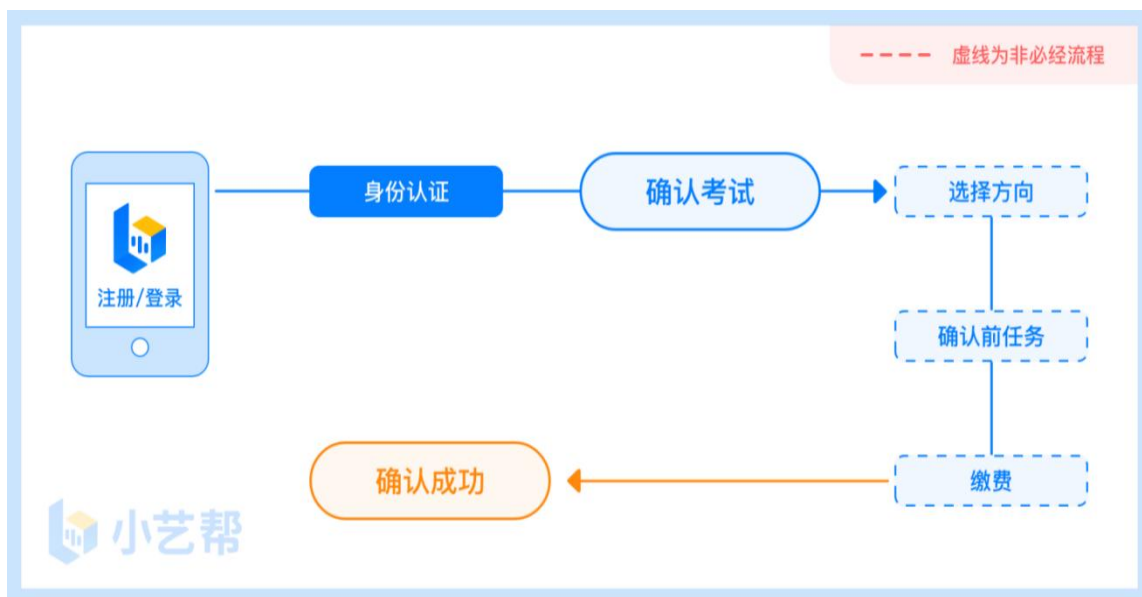 虚线为非必经流程
身份认证
确认考试
选择方向
注册/登录
确认前任务
确认成功
缴费
小艺帮